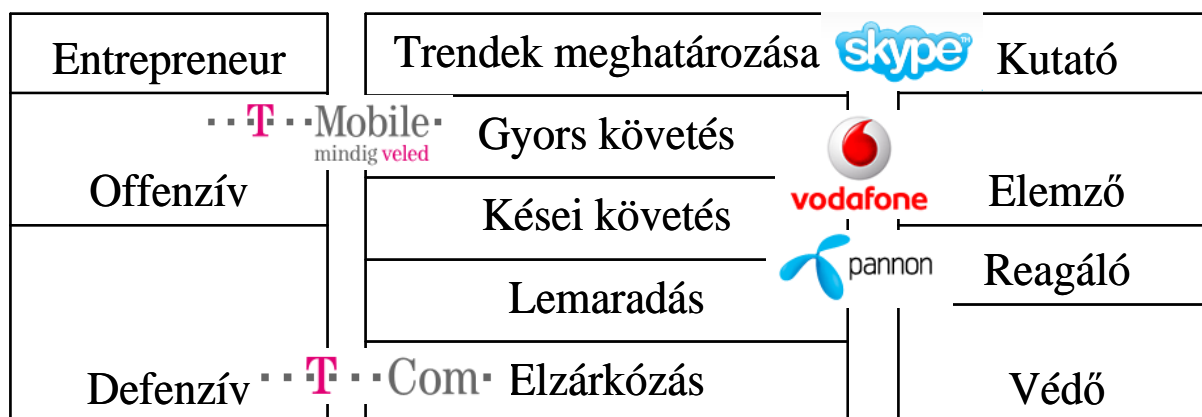 Entrepreneur
Trendek meghatározása
skype™
Kutató
··T··Mobile·
mindig veled
Gyors követés
vodafone
Offenzív
Kései követés
Elemző
pannon
Reagáló
Lemaradás
Defenzív
··T··Com·
Elzárkózás
Védő